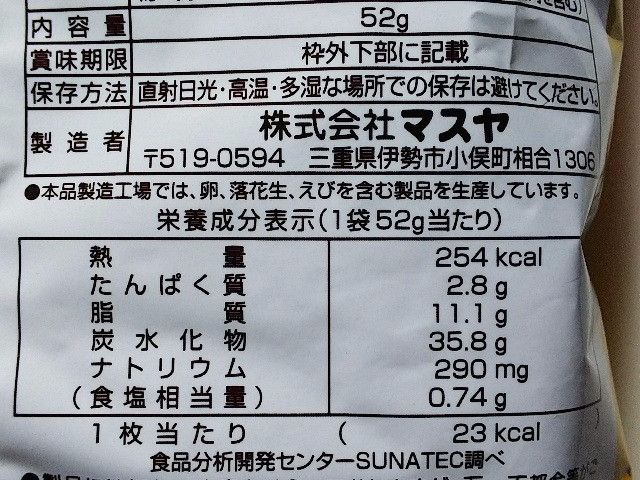 内容量 52g
賞味期限 枠外下部に記載
保存方法 直射日光・高温・多湿な場所での保存は避けてください。
製造者 株式会社マスヤ
〒519-0594 三重県伊勢市小俣町相合1306
●本品製造工場では、卵、落花生、えびを含む製品を生産しています。
栄養成分表示(1袋52g当たり)
熱量 254 kcal
たんぱく質 2.8 g
脂質 11.1 g
炭水化物 35.8 g
ナトリウム 290 mg
(食塩相当量) 0.74 g
1枚当たり ( 23 kcal )
食品分析開発センターSUNATEC調べ